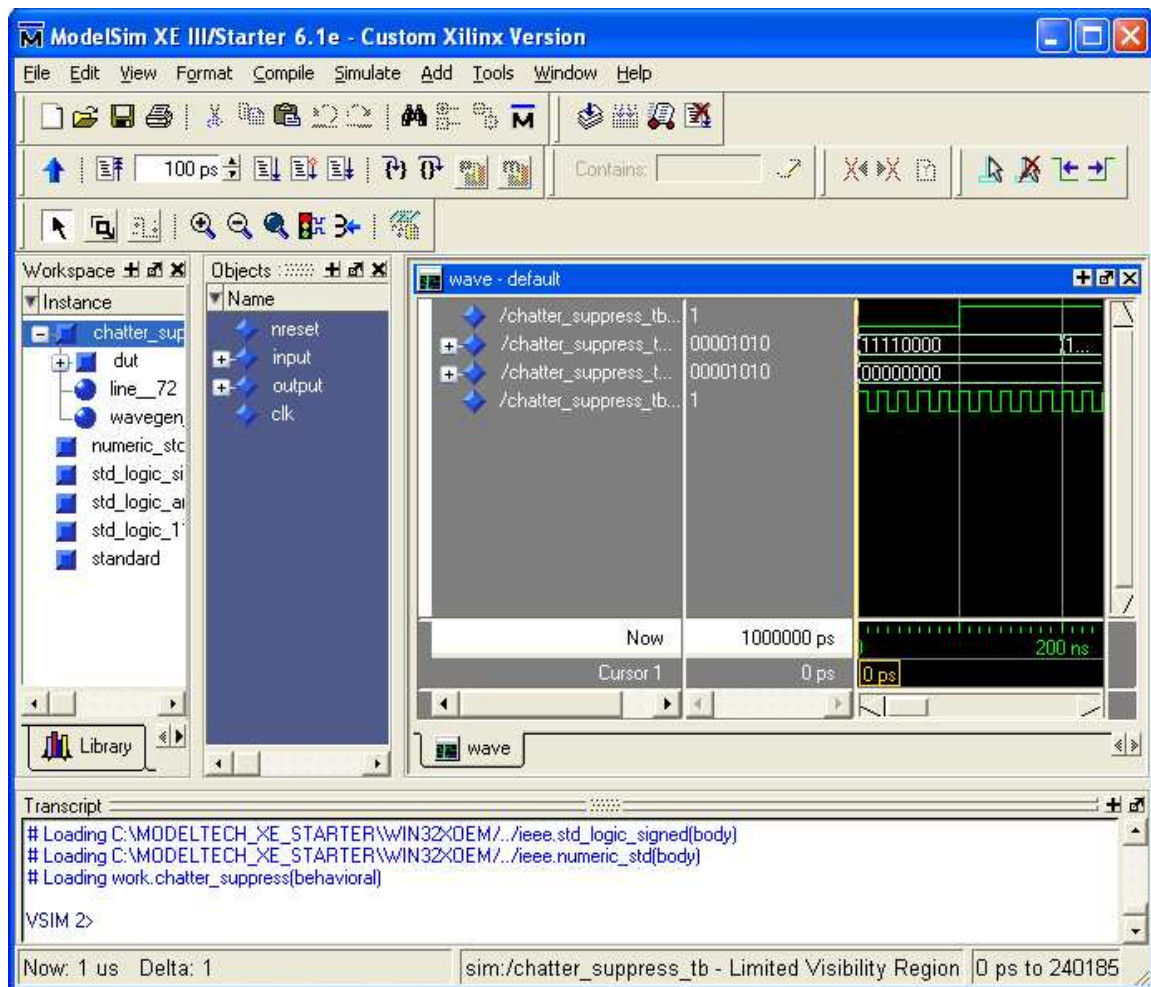 ModelSim XE III/Starter 6.1e - Custom Xilinx Version
File Edit View Format Compile Simulate Add Tools Window Help
100 ps
Contains:
Workspace
Instance
chatter_sup
dut
line__72
wavegen_
numeric_stc
std_logic_si
std_logic_ar
std_logic_1
standard
Library
Objects
Name
nreset
input
output
clk
wave - default
/chatter_suppress_tb... 1
/chatter_suppress_t... 00001010 11110000 1...
/chatter_suppress_t... 00001010 00000000
/chatter_suppress_tb... 1
Now 1000000 ps 200 ns
Cursor 1 0 ps 0 ps
wave
Transcript
# Loading C:\MODELTECH_XE_STARTER\WIN32XOEM/../ieee.std_logic_signed(body)
# Loading C:\MODELTECH_XE_STARTER\WIN32XOEM/../ieee.numeric_std(body)
# Loading work.chatter_suppress(behavioral)
VSIM 2>
Now: 1 us Delta: 1 sim:/chatter_suppress_tb - Limited Visibility Region 0 ps to 240185